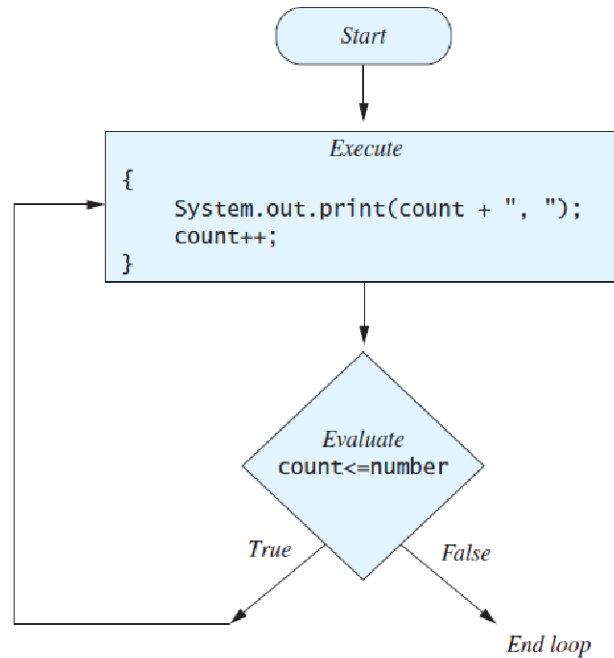 Start
Execute
{
System.out.print(count + ", ");
count++;
}
Evaluate
count<=number
True
False
End loop